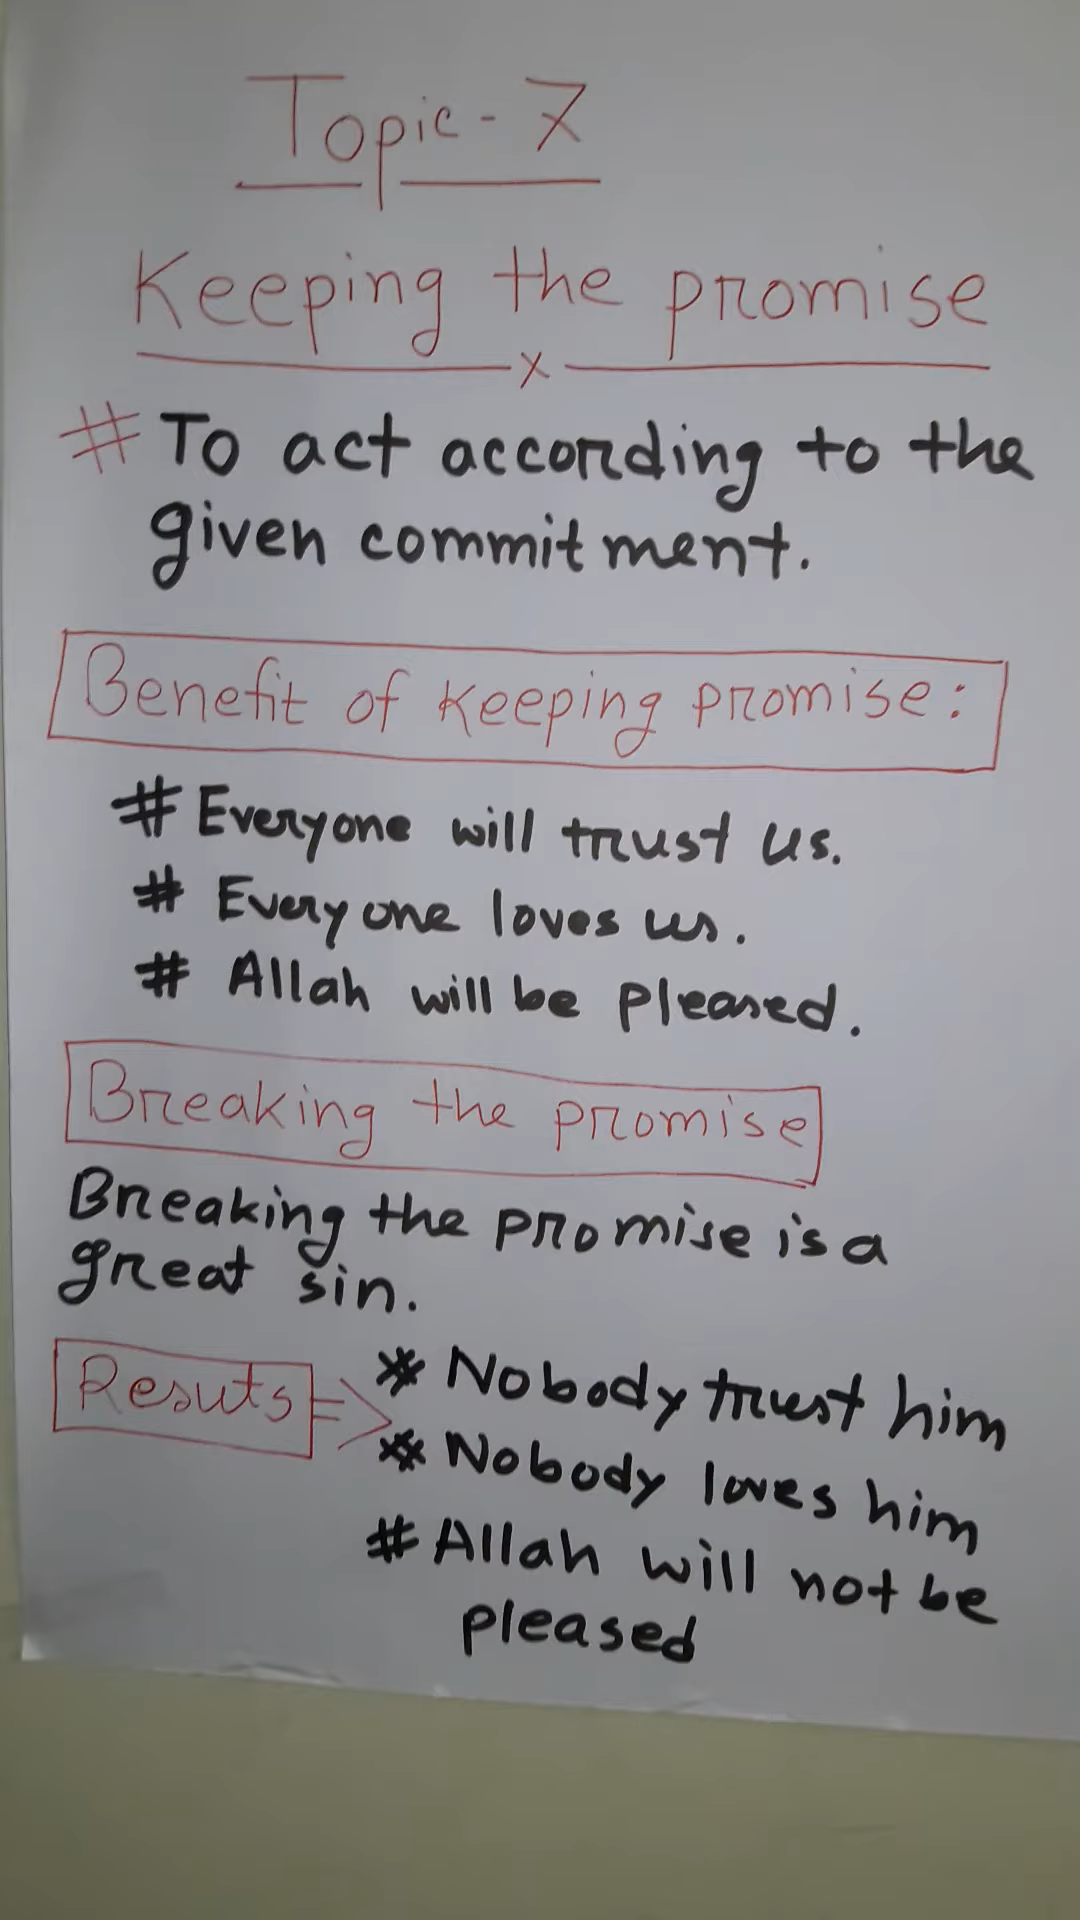 Topic-7
Keeping the promise
x
# To act according to the
given commitment.
Benefit of keeping promise:
# Everyone will trust us.
# Everyone loves us.
# Allah will be pleased.
Breaking the promise
Breaking the promise is a
great sin.
Resuts => * Nobody trust him
* Nobody loves him
# Allah will not be
pleased